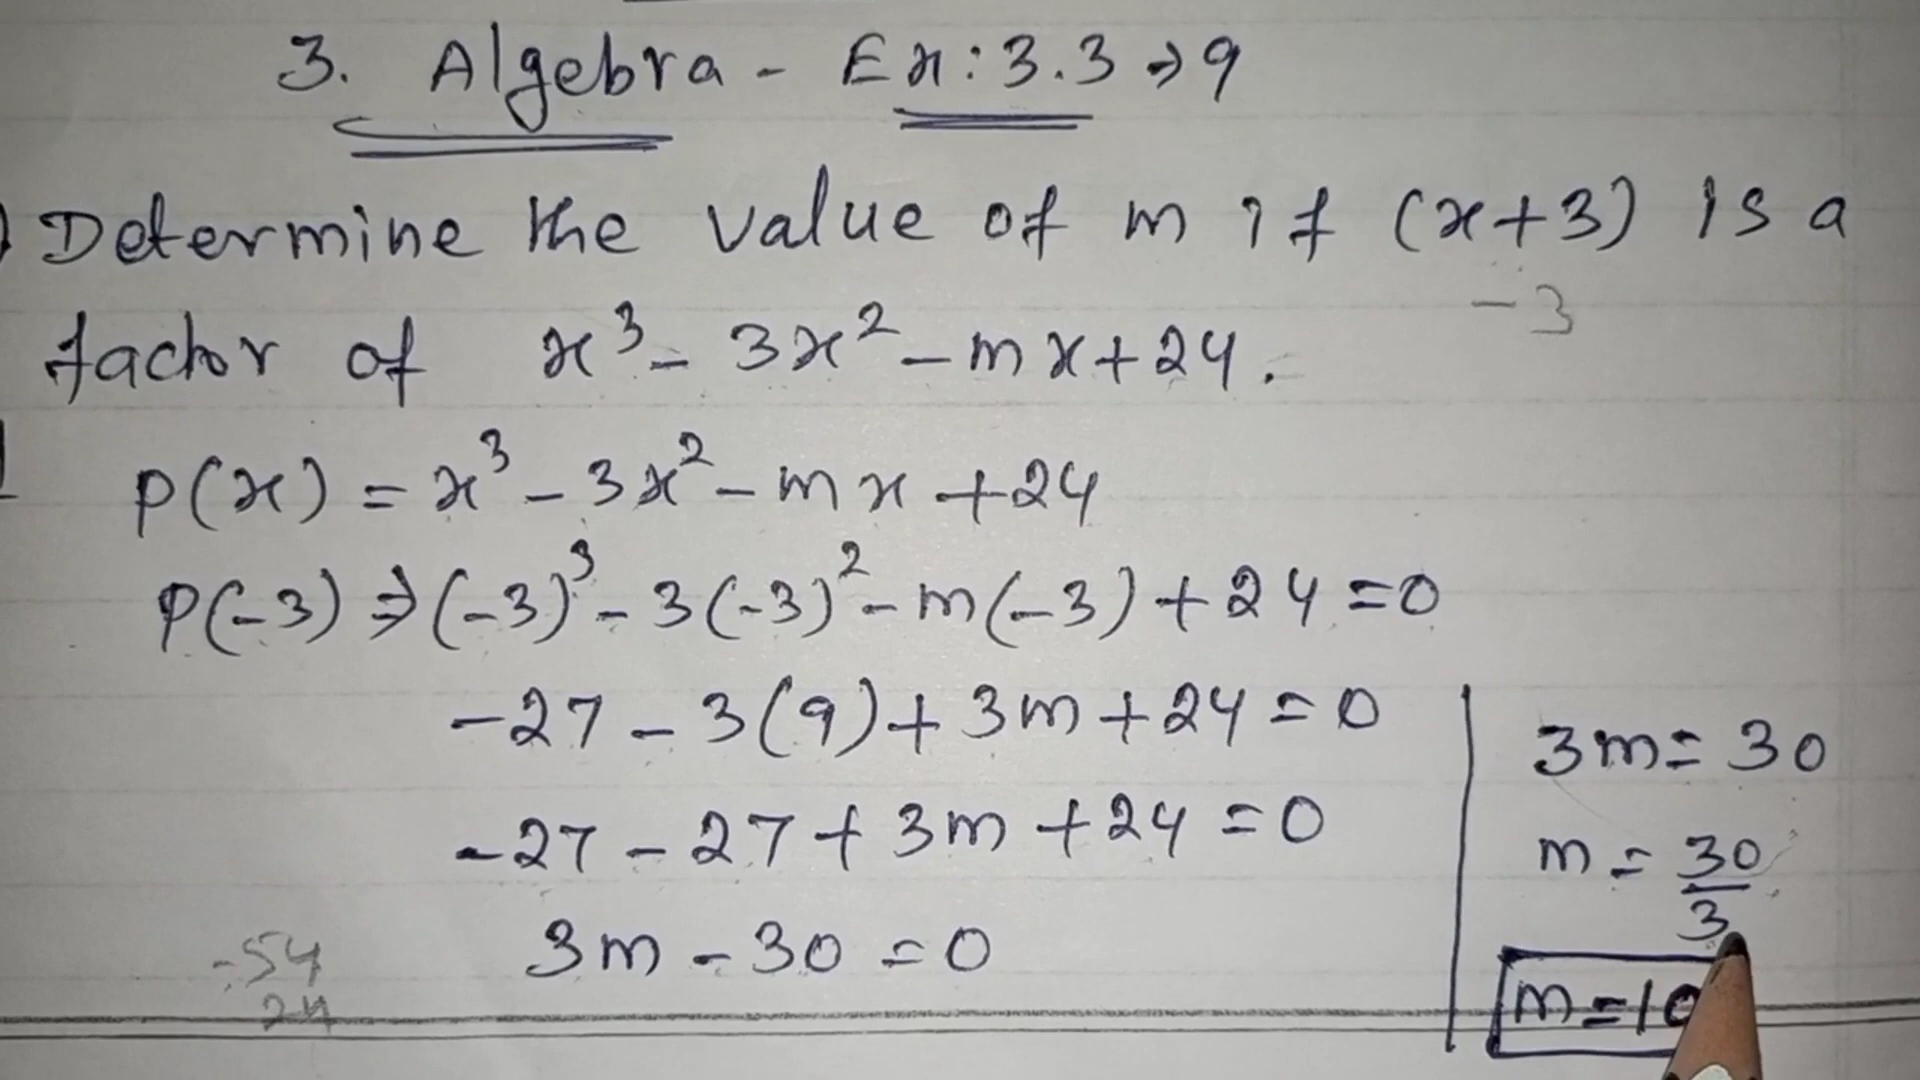 3. Algebra - Ex: 3.3 → 9
Determine the value of m if (x+3) is a
-3
factor of x³ - 3x² - mx + 24.
P(x) = x³ - 3x² - mx + 24
P(-3) ⇒ (-3)³ - 3(-3)² - m(-3) + 24 = 0
-27 - 3(9) + 3m + 24 = 0
-27 - 27 + 3m + 24 = 0
3m - 30 = 0
-54
24
3m = 30
m = 30/3
m = 10